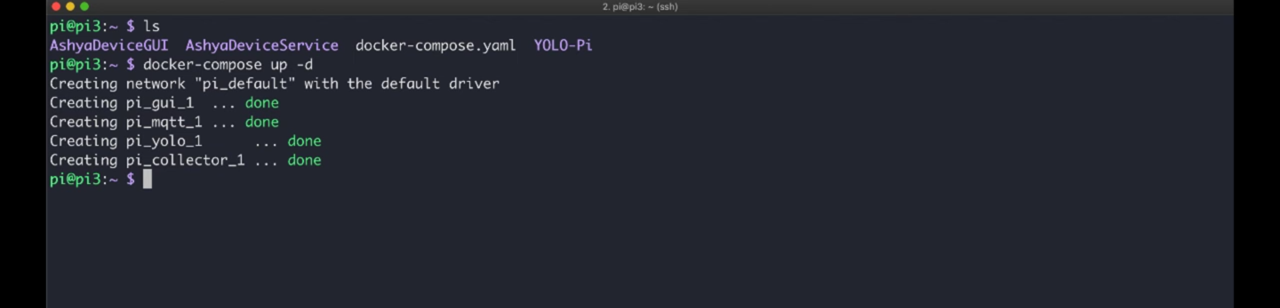 2. pi@pi3: ~ (ssh)
pi@pi3:~ $ ls
AshyaDeviceGUI AshyaDeviceService docker-compose.yaml YOLO-Pi
pi@pi3:~ $ docker-compose up -d
Creating network "pi_default" with the default driver
Creating pi_gui_1 ... done
Creating pi_mqtt_1 ... done
Creating pi_yolo_1 ... done
Creating pi_collector_1 ... done
pi@pi3:~ $